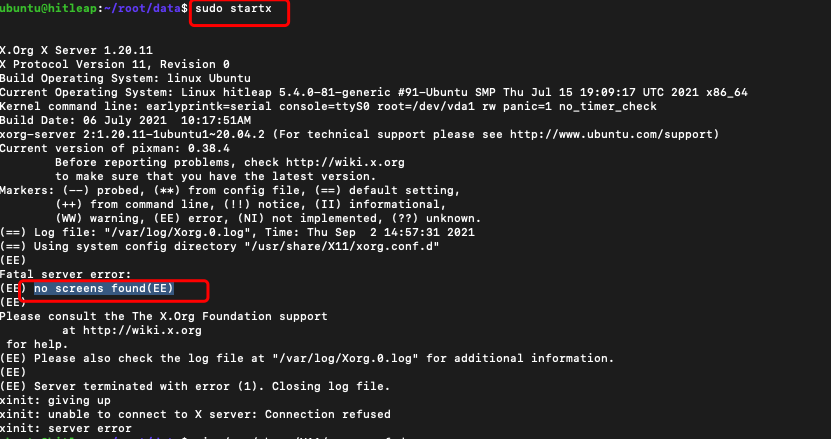 ubuntu@hitleap:~/root/data$ sudo startx
X.Org X Server 1.20.11
X Protocol Version 11, Revision 0
Build Operating System: linux Ubuntu
Current Operating System: Linux hitleap 5.4.0-81-generic #91-Ubuntu SMP Thu Jul 15 19:09:17 UTC 2021 x86_64
Kernel command line: earlyprintk=serial console=ttyS0 root=/dev/vda1 rw panic=1 no_timer_check
Build Date: 06 July 2021  10:17:51AM
xorg-server 2:1.20.11-1ubuntu1~20.04.2 (For technical support please see http://www.ubuntu.com/support)
Current version of pixman: 0.38.4
Before reporting problems, check http://wiki.x.org
to make sure that you have the latest version.
Markers: (--) probed, (**) from config file, (==) default setting,
(++) from command line, (!!) notice, (II) informational,
(WW) warning, (EE) error, (NI) not implemented, (??) unknown.
(==) Log file: "/var/log/Xorg.0.log", Time: Thu Sep  2 14:57:31 2021
(==) Using system config directory "/usr/share/X11/xorg.conf.d"
(EE)
Fatal server error:
(EE) no screens found(EE)
(EE)
Please consult the The X.Org Foundation support
at http://wiki.x.org
for help.
(EE) Please also check the log file at "/var/log/Xorg.0.log" for additional information.
(EE)
(EE) Server terminated with error (1). Closing log file.
xinit: giving up
xinit: unable to connect to X server: Connection refused
xinit: server error